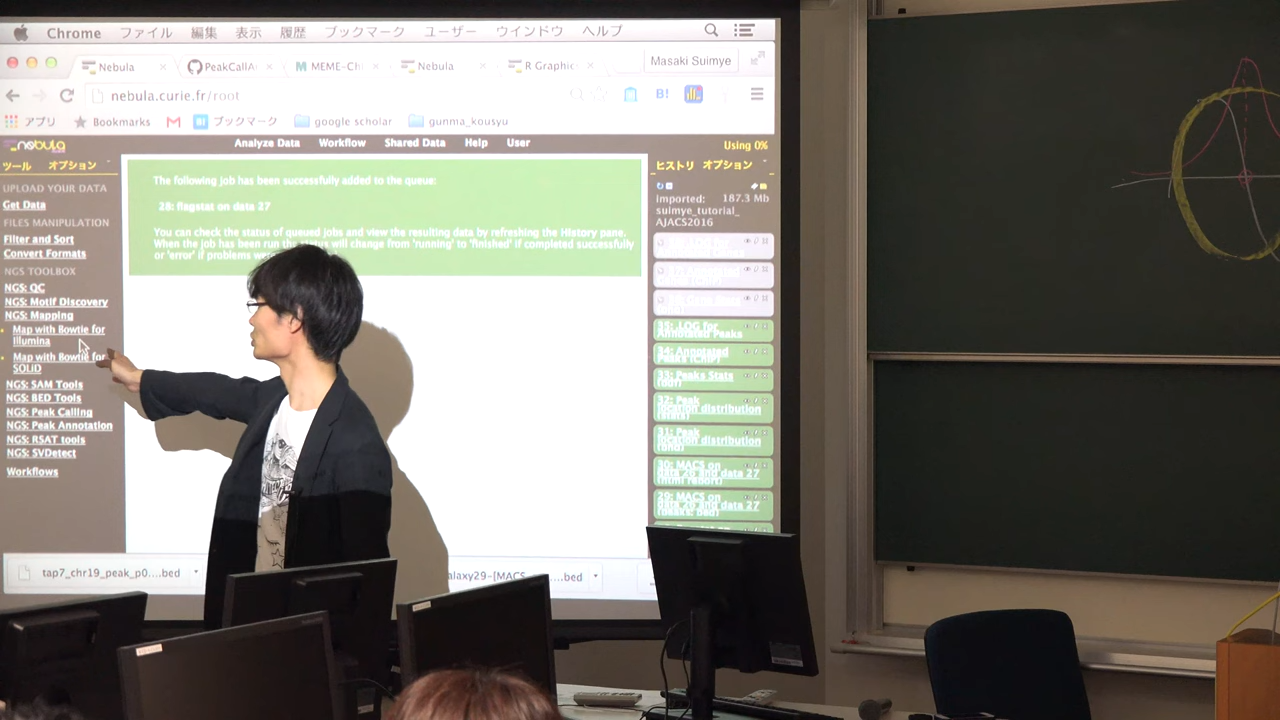 Chrome ファイル 編集 表示 履歴 ブックマーク ユーザー ウインドウ ヘルプ
Nebula
PeakCallA
MEME-Ch
Nebula
R Graphic
Masaki Suimye
nebula.curie.fr/root
B!
アプリ
Bookmarks
B!
ブックマーク
google scholar
gunma_kousyu
nebula
Analyze Data
Workflow
Shared Data
Help
User
Using 0%
ツール オプション
UPLOAD YOUR DATA
Get Data
FILES MANIPULATION
Filter and Sort
Convert Formats
NGS TOOLBOX
NGS: QC
NGS: Motif Discovery
NGS: Mapping
Map with Bowtie for
Illumina
Map with Bowtie for
SOLiD
NGS: SAM Tools
NGS: BED Tools
NGS: Peak Calling
NGS: Peak Annotation
NGS: RSAT tools
NGS: SVDetect
Workflows
The following job has been successfully added to the queue:
28: flagstat on data 27
You can check the status of queued jobs and view the resulting data by refreshing the History pane.
When the job has been run the status will change from 'running' to 'finished' if completed successfully
or 'error' if problems were
ヒストリ オプション
imported: 187.3 Mb
suimye_tutorial_
AJACS2016
35: .LOG for
Annotated Peaks
34: Annotated
Peaks (ChIP)
33: Peaks Stats
(out)
32: Peak
location distribution
(stats)
31: Peak
location distribution
(png)
30: MACS on
data 26 and data 27
(html report)
29: MACS on
data 26 and data 27
(peaks: bed)
tap7_chr19_peak_p0....bed
alaxy29-[MACS_....bed